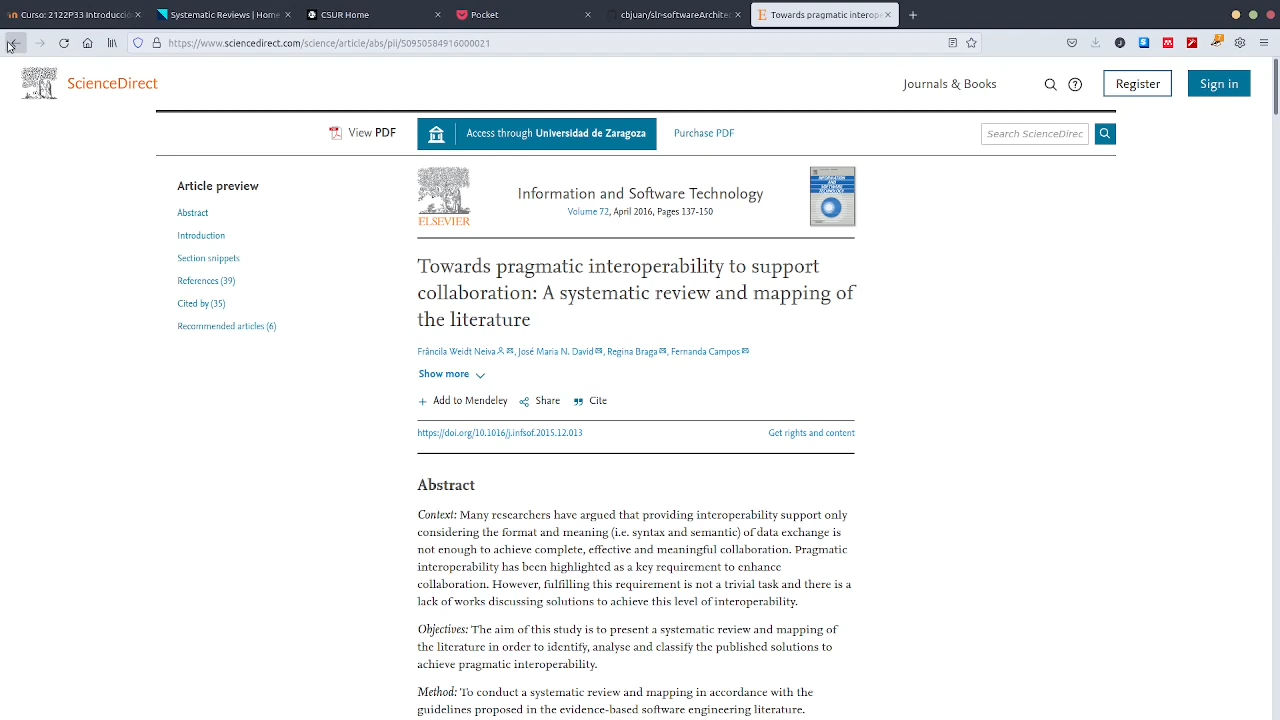 Curso: 212P33 Introducció
Systematic Reviews | Home
CSUR Home
Pocket
cbjuan/slr-softwareArchitec
Towards pragmatic interope
https://www.sciencedirect.com/science/article/abs/pii/S0950584916000021
ScienceDirect
Journals & Books
Register
Sign in
View PDF
Access through Universidad de Zaragoza
Purchase PDF
Search ScienceDirec
Article preview
Abstract
Introduction
Section snippets
References (39)
Cited by (35)
Recommended articles (6)
ELSEVIER
Information and Software Technology
Volume 72, April 2016, Pages 137-150
INFORMATION AND SOFTWARE TECHNOLOGY
Towards pragmatic interoperability to support
collaboration: A systematic review and mapping of
the literature
Frâncila Weidt Neiva, José Maria N. David, Regina Braga, Fernanda Campos
Show more
Add to Mendeley
Share
Cite
https://doi.org/10.1016/j.infsof.2015.12.013
Get rights and content
Abstract
Context: Many researchers have argued that providing interoperability support only
considering the format and meaning (i.e. syntax and semantic) of data exchange is
not enough to achieve complete, effective and meaningful collaboration. Pragmatic
interoperability has been highlighted as a key requirement to enhance
collaboration. However, fulfilling this requirement is not a trivial task and there is a
lack of works discussing solutions to achieve this level of interoperability.
Objectives: The aim of this study is to present a systematic review and mapping of
the literature in order to identify, analyse and classify the published solutions to
achieve pragmatic interoperability.
Method: To conduct a systematic review and mapping in accordance with the
guidelines proposed in the evidence-based software engineering literature.